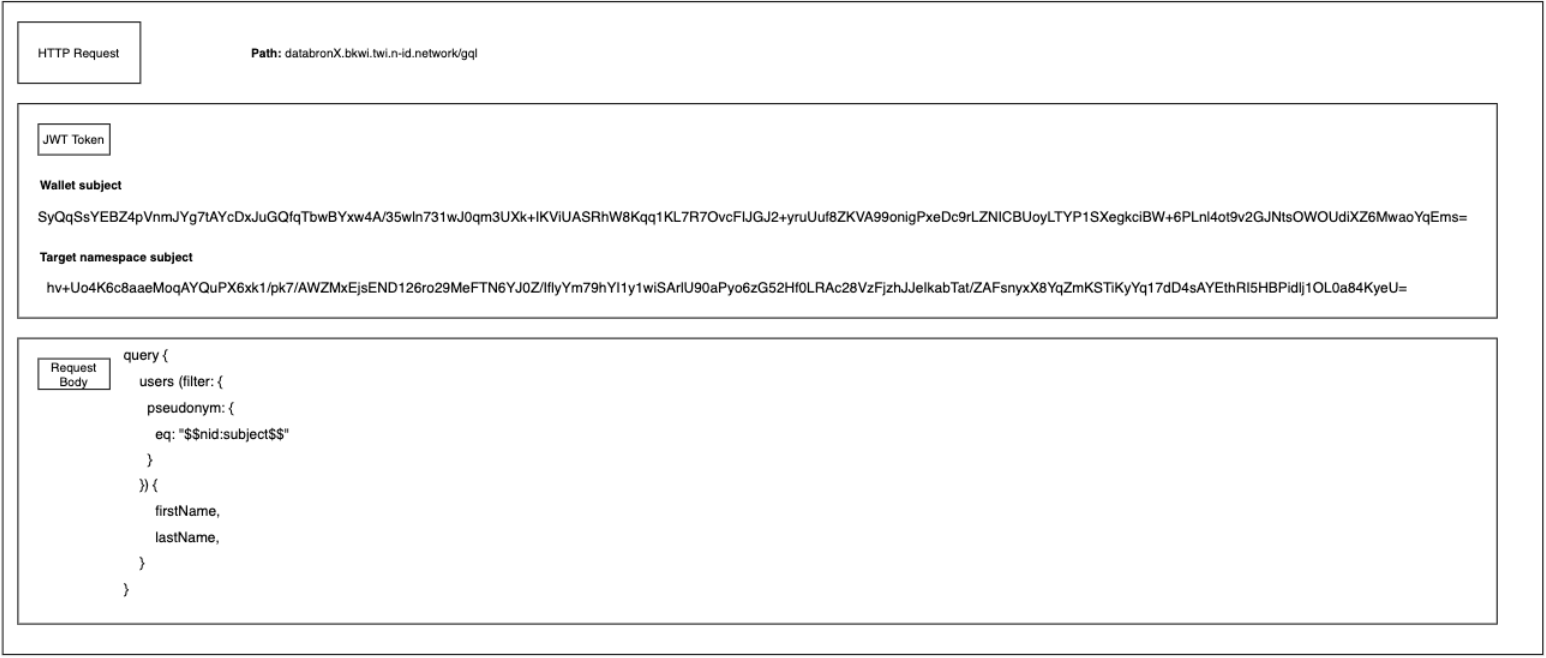 HTTP Request
Path: databronX.bkwi.twi.n-id.network/gql
JWT Token
Wallet subject
SyQqSsYEBZ4pVnmJYg7tAYcDxJuGQfqTbwBYxw4A/35wln731wJ0qm3UXk+lKViUASRhW8Kqq1KL7R7OvcFIJGJ2+yruUuf8ZKVA99onigPxeDc9rLZNICBUoyLTYP1SXegkciBW+6PLnl4ot9v2GJNtsOWOUdiXZ6MwaoYqEms=
Target namespace subject
hv+Uo4K6c8aaeMoqAYQuPX6xk1/pk7/AWZMxEjsEND126ro29MeFTN6YJ0Z/IflyYm79hYI1y1wiSArlU90aPyo6zG52Hf0LRAc28VzFjzhJJelkabTat/ZAFsnyxX8YqZmKSTiKyYq17dD4sAYEthRI5HBPidlj1OL0a84KyeU=
Request
Body
query {
users (filter: {
pseudonym: {
eq: "$$nid:subject$$"
}
}) {
firstName,
lastName,
}
}